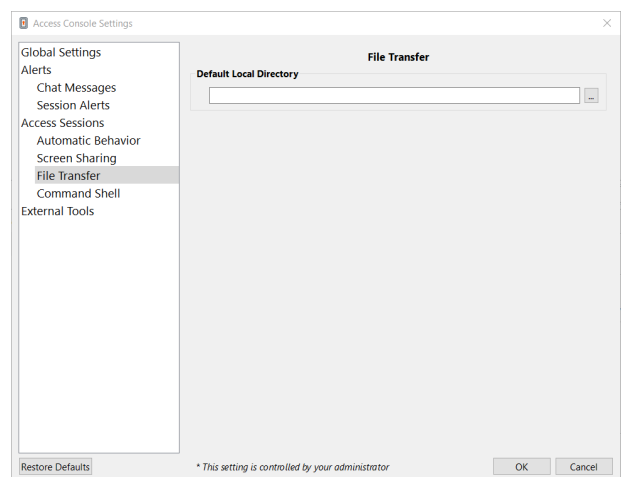 Access Console Settings
Global Settings
Alerts
Chat Messages
Session Alerts
Access Sessions
Automatic Behavior
Screen Sharing
File Transfer
Command Shell
External Tools
File Transfer
Default Local Directory
...
Restore Defaults
* This setting is controlled by your administrator
OK
Cancel